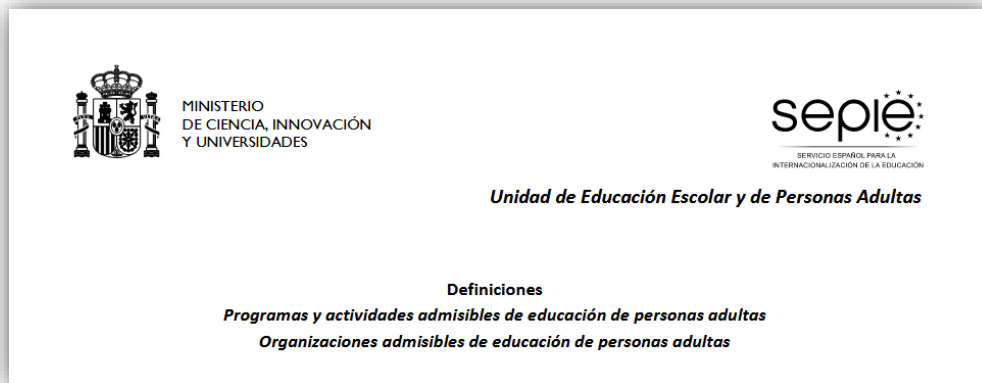 MINISTERIO
DE CIENCIA, INNOVACIÓN
Y UNIVERSIDADES
sepie
SERVICIO ESPAÑOL PARA LA
INTERNACIONALIZACIÓN DE LA EDUCACIÓN
Unidad de Educación Escolar y de Personas Adultas
Definiciones
Programas y actividades admisibles de educación de personas adultas
Organizaciones admisibles de educación de personas adultas